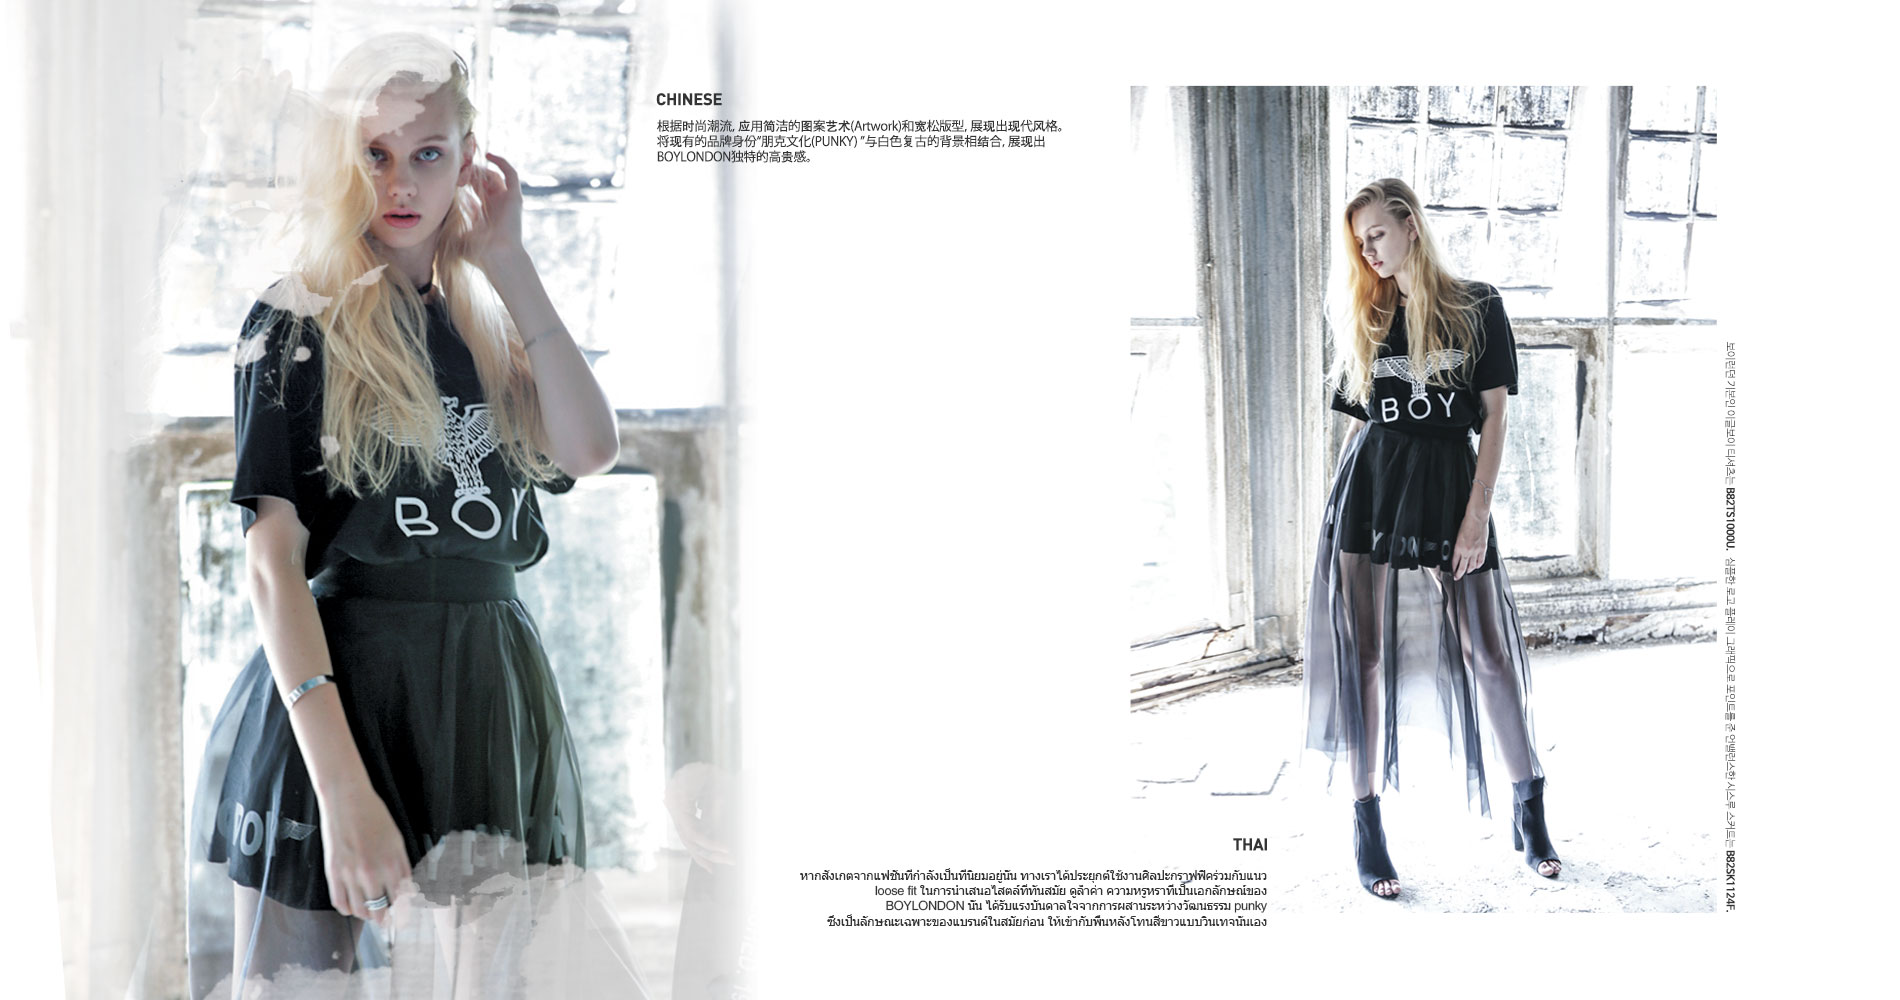 CHINESE
根据时尚潮流, 应用简洁的图案艺术(Artwork)和宽松版型, 展现出现代风格。
将现有的品牌身份“朋克文化(PUNKY) ”与白色复古的背景相结合, 展现出
BOYLONDON独特的高贵感。
BOY
BOY
THAI
หากสังเกตจากแฟชั่นที่กำลังเป็นที่นิยมอยู่นั้น ทางเราได้ประยุกต์ใช้งานศิลปะกราฟฟิคร่วมกับแนว
loose fit ในการนำเสนอสไตล์ที่ทันสมัย ดูล้ำค่า ความหรูหราที่เป็นเอกลักษณ์ของ
BOYLONDON นั้น ได้รับแรงบันดาลใจจากการผสานระหว่างวัฒนธรรม punky
ซึ่งเป็นลักษณะเฉพาะของแบรนด์ในสมัยก่อน ให้เข้ากับพื้นหลังโทนสีขาวแบบวินเทจนั่นเอง
보이런던 기본인 이글보이 티셔츠는 B82TS1000U. 심플한 로고 플레이 그래픽으로 포인트를 준 언밸런스한 시스루 스커트는 B82SK1124F.